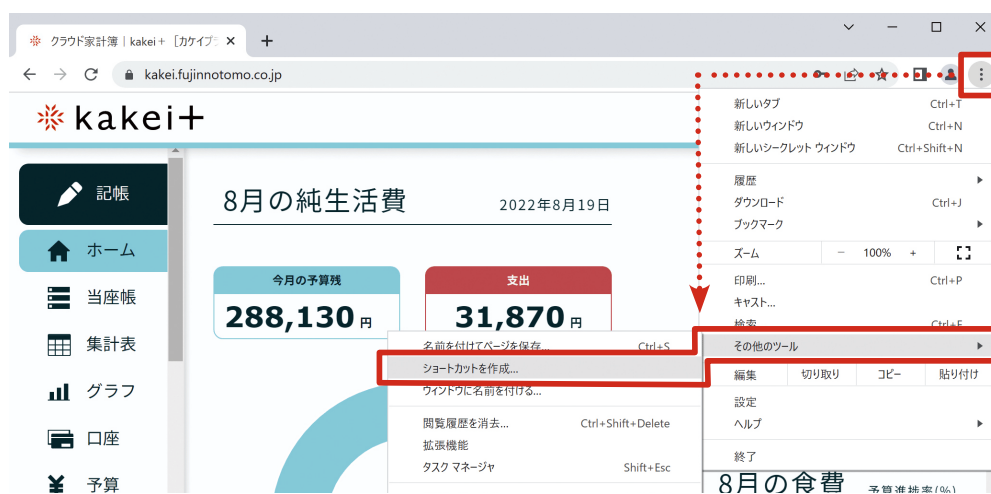 クラウド家計簿｜kakei＋［カケイプラ
kakei.fujinnotomo.co.jp
kakei＋
記帳
ホーム
当座帳
集計表
グラフ
口座
予算
8月の純生活費
2022年8月19日
今月の予算残
288,130 円
支出
31,870 円
新しいタブ Ctrl+T
新しいウィンドウ Ctrl+N
新しいシークレット ウィンドウ Ctrl+Shift+N
履歴
ダウンロード Ctrl+J
ブックマーク
ズーム － 100% ＋
印刷... Ctrl+P
キャスト...
検索... Ctrl+F
その他のツール
編集 切り取り コピー 貼り付け
設定
ヘルプ
終了
名前を付けてページを保存... Ctrl+S
ショートカットを作成...
ウィンドウに名前を付ける...
閲覧履歴を消去... Ctrl+Shift+Delete
拡張機能
タスク マネージャ Shift+Esc
8月の食費 予算進捗率(%)